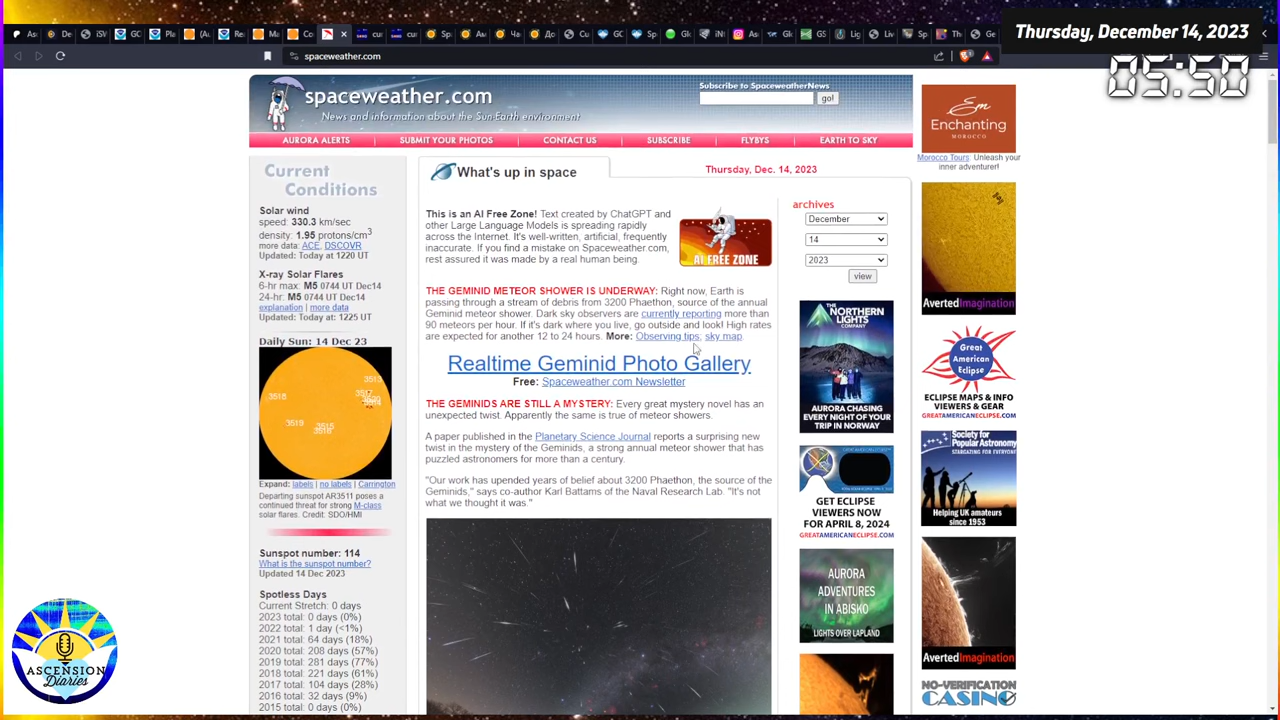 Thursday, December 14, 2023
05:50
spaceweather.com
spaceweather.com
News and information about the Sun-Earth environment
Subscribe to SpaceweatherNews
go!
AURORA ALERTS
SUBMIT YOUR PHOTOS
CONTACT US
SUBSCRIBE
FLYBYS
EARTH TO SKY
Current
Conditions
Solar wind
speed: 330.3 km/sec
density: 1.95 protons/cm3
more data: ACE, DSCOVR
Updated: Today at 1220 UT
X-ray Solar Flares
6-hr max: M5 0744 UT Dec14
24-hr: M5 0744 UT Dec14
explanation | more data
Updated: Today at: 1225 UT
Daily Sun: 14 Dec 23
3518
3519
Expand: labels | no labels | Carrington
Departing sunspot AR3511 poses a
continued threat for strong M-class
solar flares. Credit: SDO/HMI
Sunspot number: 114
What is the sunspot number?
Updated 14 Dec 2023
Spotless Days
Current Stretch: 0 days
2023 total: 0 days (0%)
2022 total: 1 day (<1%)
2021 total: 64 days (18%)
2020 total: 208 days (57%)
2019 total: 281 days (77%)
2018 total: 221 days (61%)
2017 total: 104 days (28%)
2016 total: 32 days (9%)
2015 total: 0 days (0%)
What's up in space
Thursday, Dec. 14, 2023
This is an AI Free Zone! Text created by ChatGPT and
other Large Language Models is spreading rapidly
across the Internet. It's well-written, artificial, frequently
inaccurate. If you find a mistake on Spaceweather.com,
rest assured it was made by a real human being.
AI FREE ZONE
THE GEMINID METEOR SHOWER IS UNDERWAY: Right now, Earth is
passing through a stream of debris from 3200 Phaethon, source of the annual
Geminid meteor shower. Dark sky observers are currently reporting more than
90 meteors per hour. If it's dark where you live, go outside and look! High rates
are expected for another 12 to 24 hours. More: Observing tips, sky map.
Realtime Geminid Photo Gallery
Free: Spaceweather.com Newsletter
THE GEMINIDS ARE STILL A MYSTERY: Every great mystery novel has an
unexpected twist. Apparently the same is true of meteor showers.
A paper published in the Planetary Science Journal reports a surprising new
twist in the mystery of the Geminids, a strong annual meteor shower that has
puzzled astronomers for more than a century.
"Our work has upended years of belief about 3200 Phaethon, the source of the
Geminids," says co-author Karl Battams of the Naval Research Lab. "It's not
what we thought it was."
archives
December
14
2023
view
THE
NORTHERN
LIGHTS
COMPANY
AURORA CHASING
EVERY NIGHT OF YOUR
TRIP IN NORWAY
GET ECLIPSE
VIEWERS NOW
FOR APRIL 8, 2024
GREATAMERICANECLIPSE.COM
AURORA
ADVENTURES
IN ABISKO
LIGHTS OVER LAPLAND
Em
Enchanting
MOROCCO
Morocco Tours: Unleash your
inner adventurer!
AvertedImagination
Great
American
Eclipse
ECLIPSE MAPS & INFO
VIEWERS & GEAR
GREATAMERICANECLIPSE.COM
Society for
Popular Astronomy
STARGAZING FOR EVERYONE
Helping UK amateurs
since 1953
AvertedImagination
NO-VERIFICATION
CASINO
ASCENSION
DIARIES